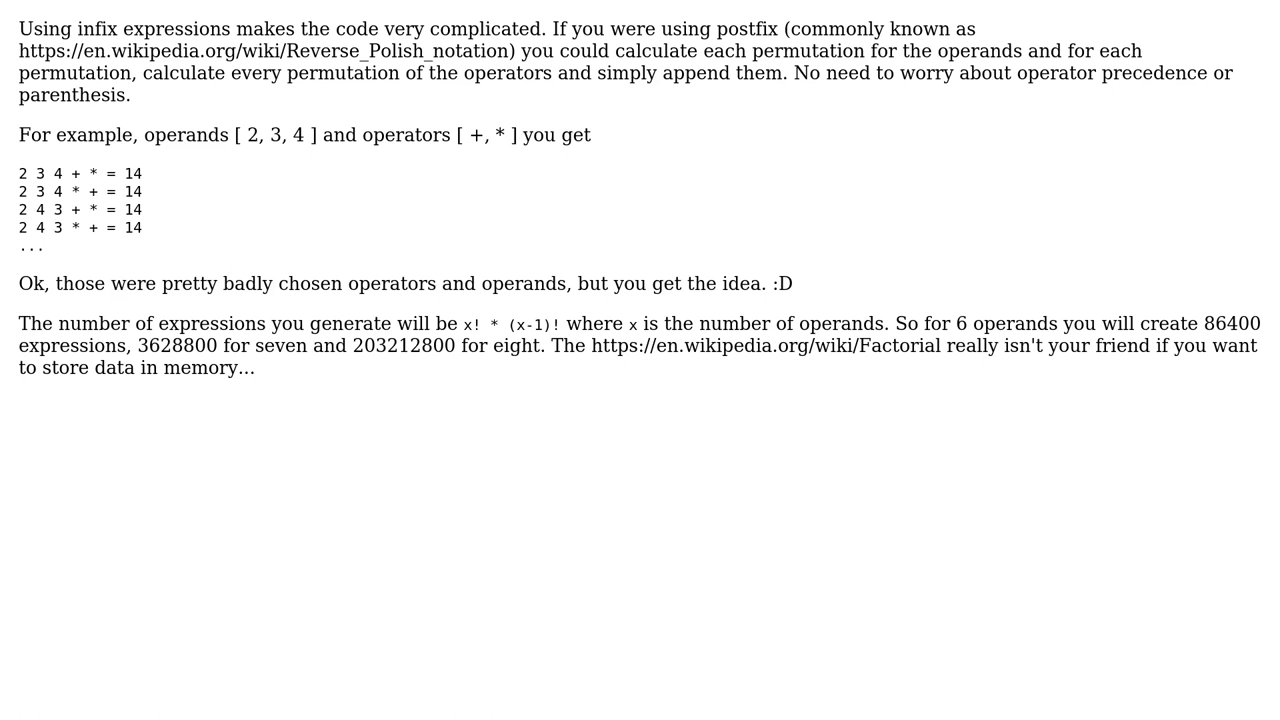 Using infix expressions makes the code very complicated. If you were using postfix (commonly known as
https://en.wikipedia.org/wiki/Reverse_Polish_notation) you could calculate each permutation for the operands and for each
permutation, calculate every permutation of the operators and simply append them. No need to worry about operator precedence or
parenthesis.
For example, operands [ 2, 3, 4 ] and operators [ +, * ] you get
2 3 4 + * = 14
2 3 4 * + = 14
2 4 3 + * = 14
2 4 3 * + = 14
...
Ok, those were pretty badly chosen operators and operands, but you get the idea. :D
The number of expressions you generate will be x! * (x-1)! where x is the number of operands. So for 6 operands you will create 86400
expressions, 3628800 for seven and 203212800 for eight. The https://en.wikipedia.org/wiki/Factorial really isn't your friend if you want
to store data in memory...